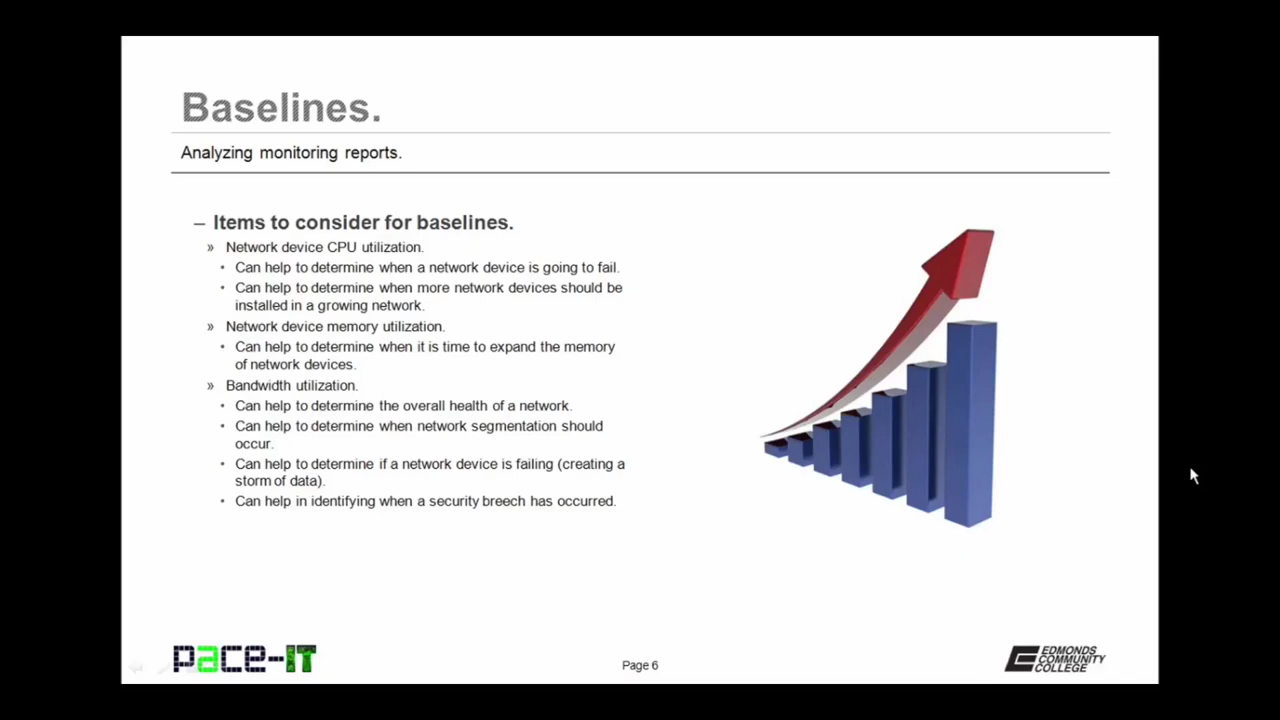 Baselines.
Analyzing monitoring reports.
– Items to consider for baselines.
» Network device CPU utilization.
• Can help to determine when a network device is going to fail.
• Can help to determine when more network devices should be
installed in a growing network.
» Network device memory utilization.
• Can help to determine when it is time to expand the memory
of network devices.
» Bandwidth utilization.
• Can help to determine the overall health of a network.
• Can help to determine when network segmentation should
occur.
• Can help to determine if a network device is failing (creating a
storm of data).
• Can help in identifying when a security breech has occurred.
pace-IT
Page 6
EDMONDS
COMMUNITY
COLLEGE